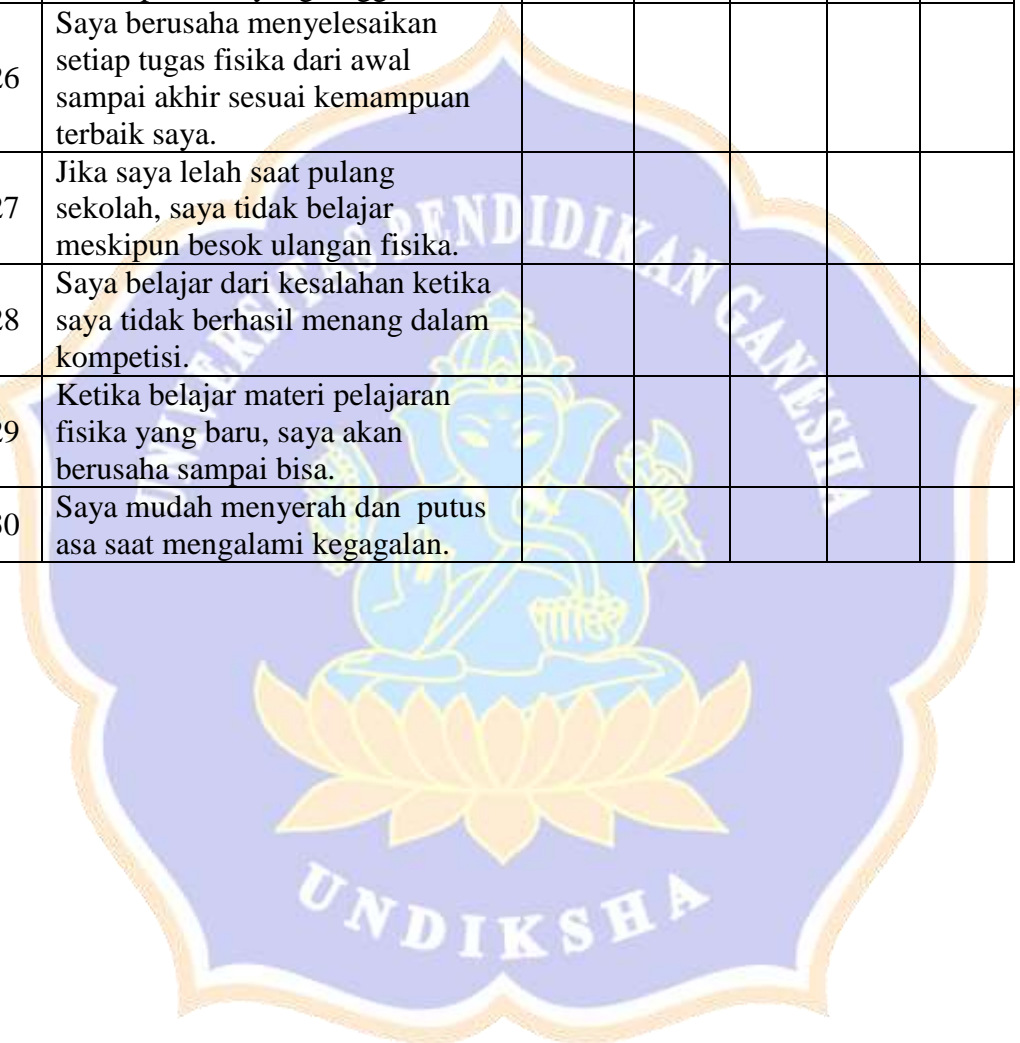 Saya berusaha menyelesaikan
setiap tugas fisika dari awal
26
sampai akhir sesuai kemampuan
terbaik saya.
Jika saya lelah saat pulang
27
sekolah, saya tidak belajar
meskipun besok ulangan fisika.
Saya belajar dari kesalahan ketika
28
saya tidak berhasil menang dalam
kompetisi.
Ketika belajar materi pelajaran
29
fisika yang baru, saya akan
berusaha sampai bisa.
30
Saya mudah menyerah dan  putus
asa saat mengalami kegagalan.
UNIVERSITAS PENDIDIKAN GANESHA
UNDIKSHA